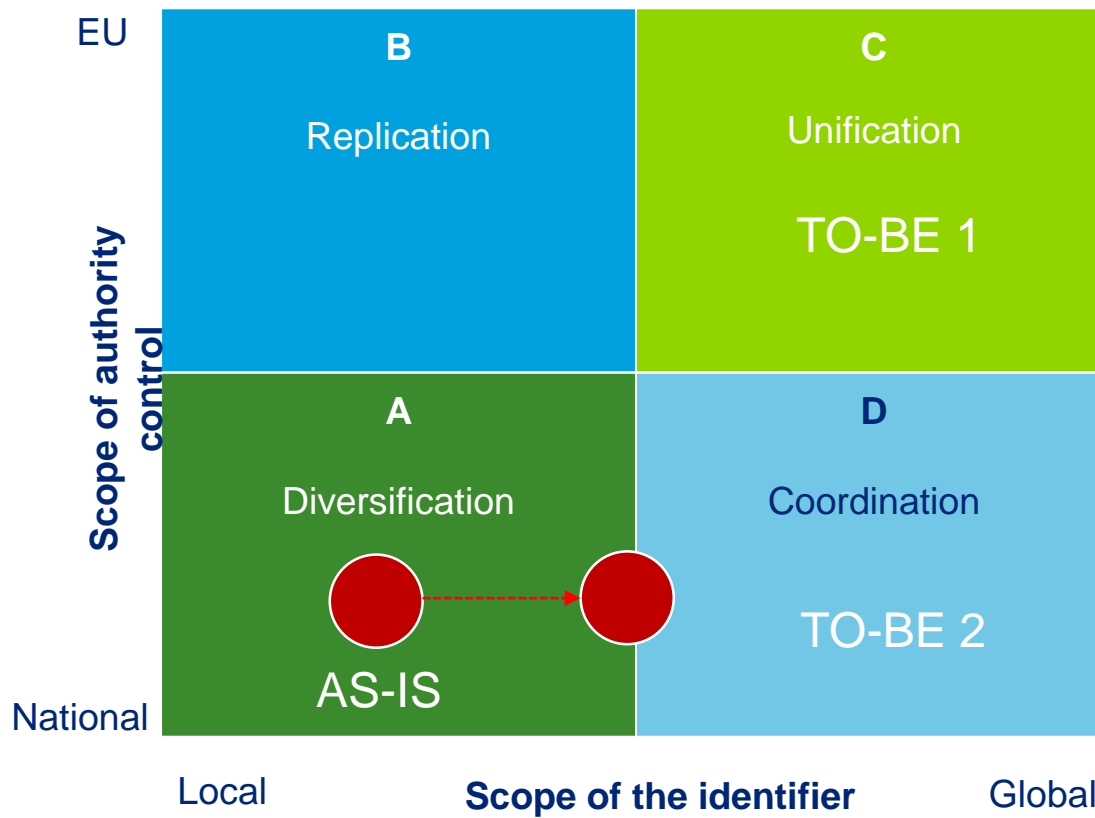 EU
B
C
Replication
Unification
TO-BE 1
Scope of authority
control
A
D
Diversification
Coordination
TO-BE 2
AS-IS
National
Local
Scope of the identifier
Global